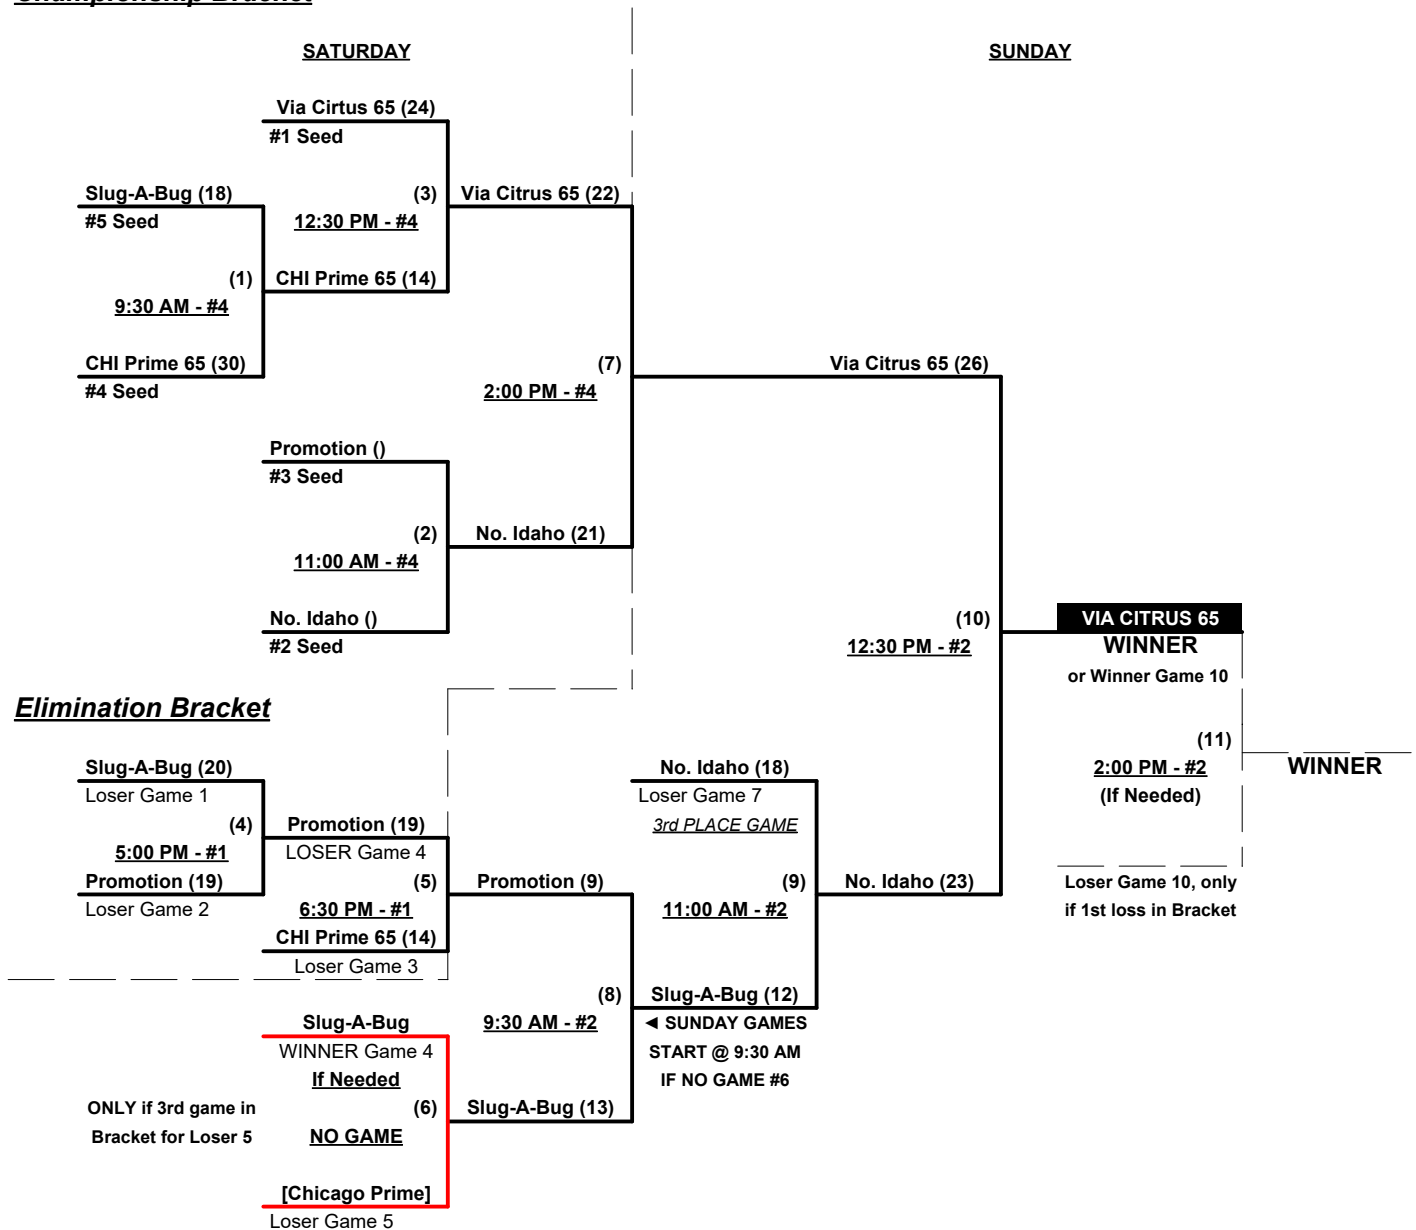 Championship Bracket
SATURDAY
SUNDAY
Via Cirtus 65 (24)
#1 Seed
Slug-A-Bug (18)
#5 Seed
(3)
12:30 PM - #4
Via Citrus 65 (22)
(1)
9:30 AM - #4
CHI Prime 65 (14)
CHI Prime 65 (30)
#4 Seed
(7)
2:00 PM - #4
Via Citrus 65 (26)
Promotion ()
#3 Seed
(2)
11:00 AM - #4
No. Idaho (21)
No. Idaho ()
#2 Seed
(10)
12:30 PM - #2
VIA CITRUS 65
WINNER
or Winner Game 10
(11)
2:00 PM - #2
(If Needed)
WINNER
Loser Game 10, only
if 1st loss in Bracket
Elimination Bracket
Slug-A-Bug (20)
Loser Game 1
(4)
5:00 PM - #1
Promotion (19)
Loser Game 2
Promotion (19)
LOSER Game 4
(5)
6:30 PM - #1
CHI Prime 65 (14)
Loser Game 3
Promotion (9)
No. Idaho (18)
Loser Game 7
3rd PLACE GAME
(9)
11:00 AM - #2
No. Idaho (23)
(8)
9:30 AM - #2
Slug-A-Bug (12)
◄ SUNDAY GAMES
START @ 9:30 AM
IF NO GAME #6
Slug-A-Bug
WINNER Game 4
If Needed
ONLY if 3rd game in
Bracket for Loser 5
(6)
NO GAME
Slug-A-Bug (13)
[Chicago Prime]
Loser Game 5